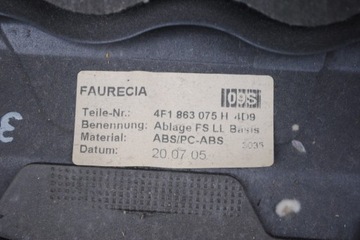 FAURECIA
Teile-Nr.: 4F1 863 075 H 4D9
Benennung: Ablage FS LL Basis
Material: ABS/PC-ABS
Datum: 20.07.05